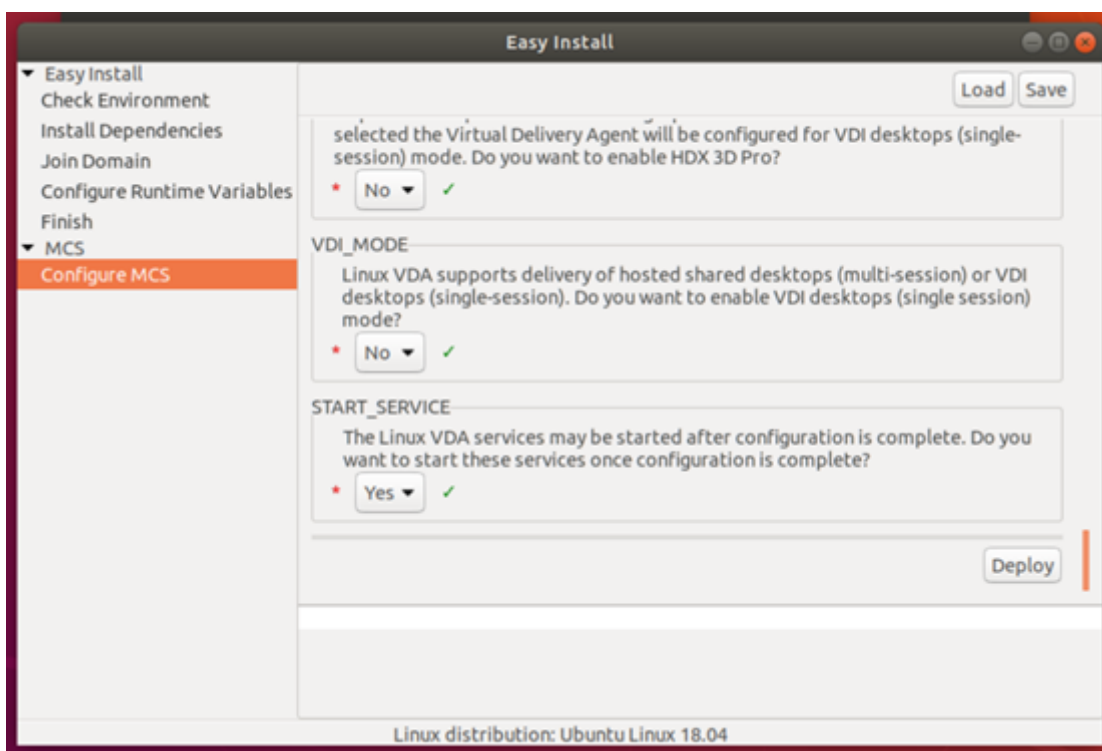 Easy Install
Load Save
Easy Install
Check Environment
Install Dependencies
Join Domain
Configure Runtime Variables
Finish
MCS
Configure MCS
selected the Virtual Delivery Agent will be configured for VDI desktops (single-
session) mode. Do you want to enable HDX 3D Pro?
* No ✓
VDI_MODE
Linux VDA supports delivery of hosted shared desktops (multi-session) or VDI
desktops (single-session). Do you want to enable VDI desktops (single session)
mode?
* No ✓
START_SERVICE
The Linux VDA services may be started after configuration is complete. Do you
want to start these services once configuration is complete?
* Yes ✓
Deploy
Linux distribution: Ubuntu Linux 18.04